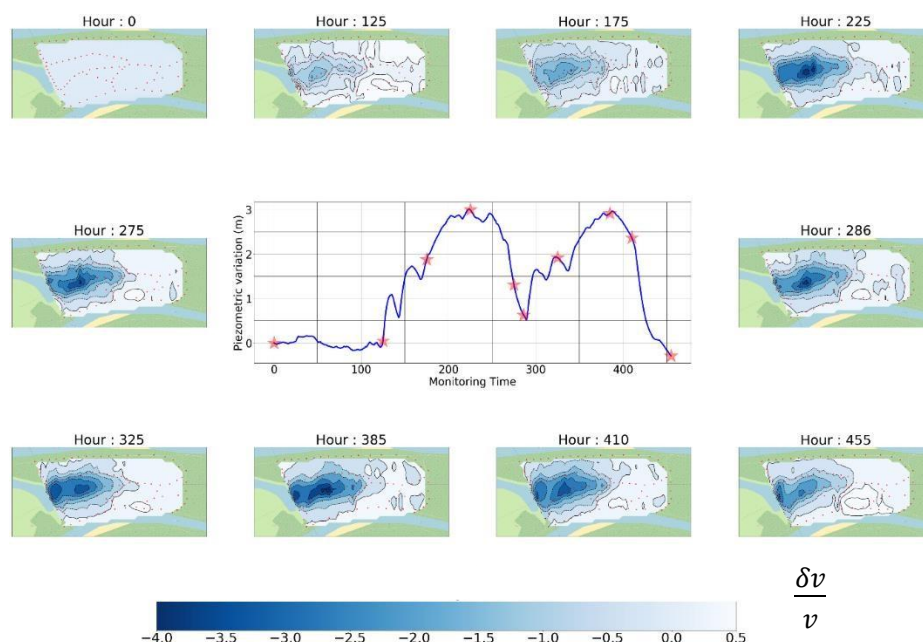 Hour : 0
Hour : 125
Hour : 175
Hour : 225
Hour : 275
Hour : 286
Piezometric variation (m)
3
2
1
0
0 100 200 300 400
Monitoring Time
Hour : 325
Hour : 385
Hour : 410
Hour : 455
δv
v
−4.0 −3.5 −3.0 −2.5 −2.0 −1.5 −1.0 −0.5 0.0 0.5